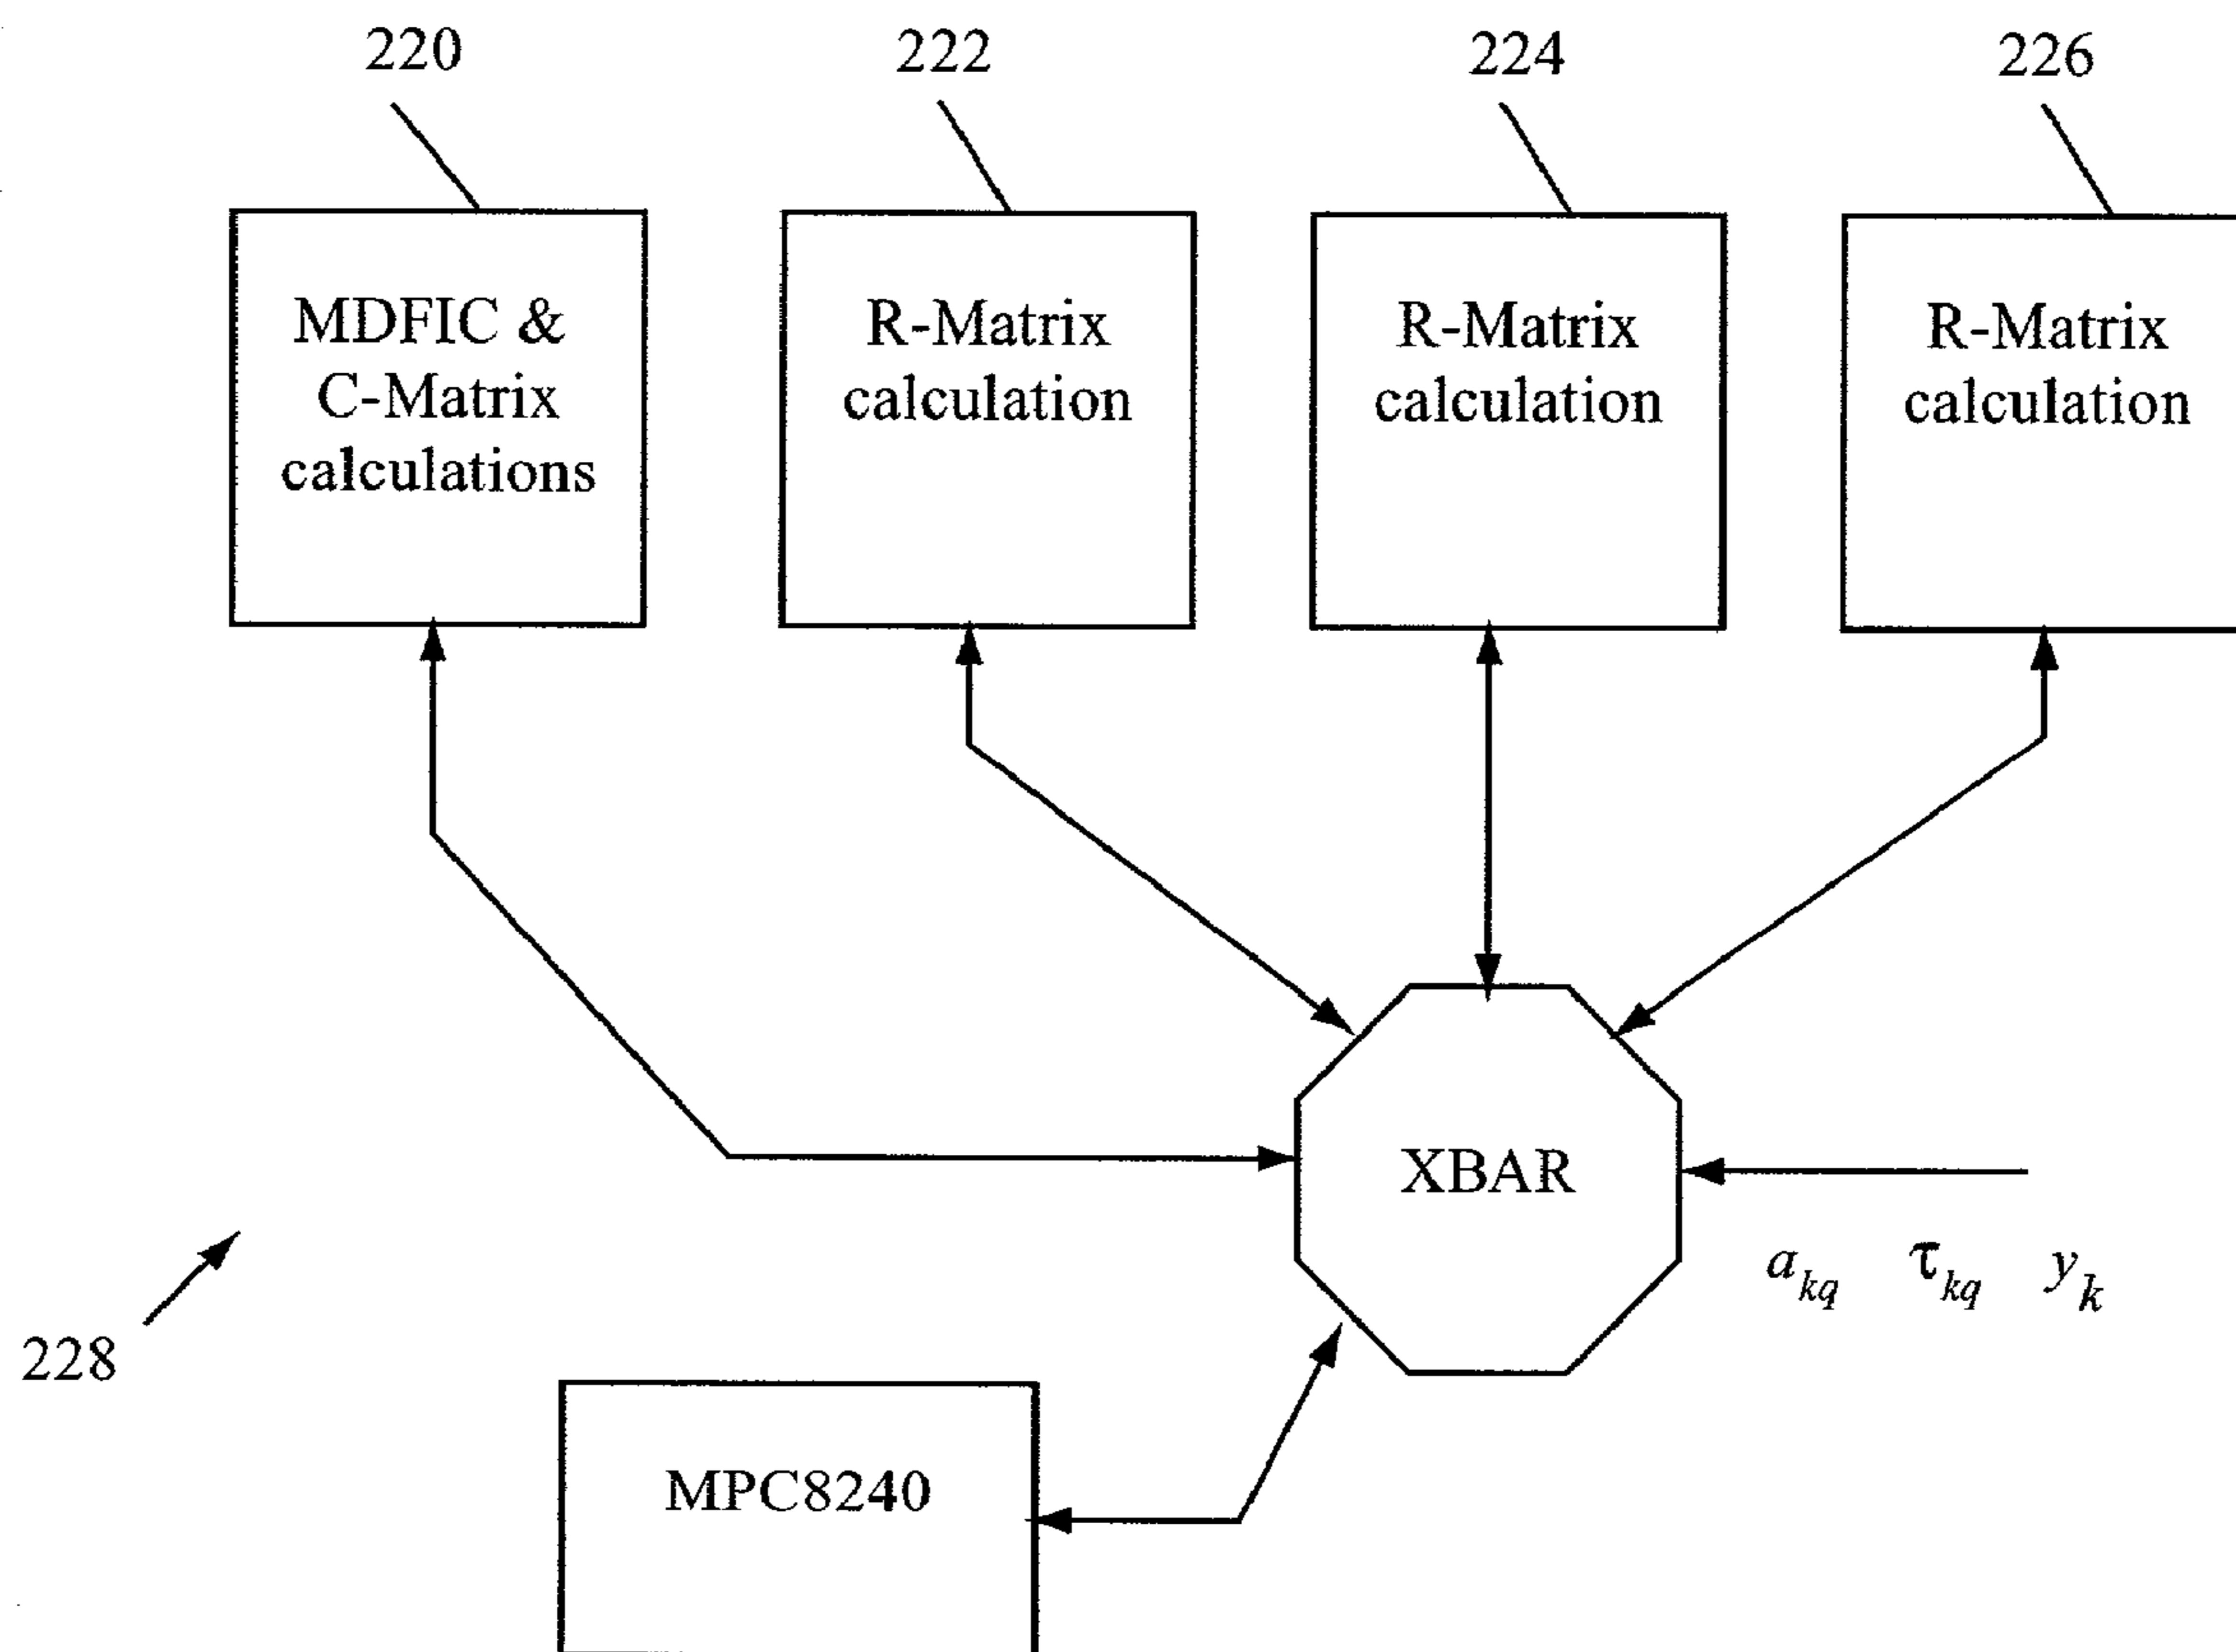 220
222
224
226
MDFIC &
C-Matrix
calculations
R-Matrix
calculation
R-Matrix
calculation
R-Matrix
calculation
XBAR
a_kq τ_kq y_k
228
MPC8240